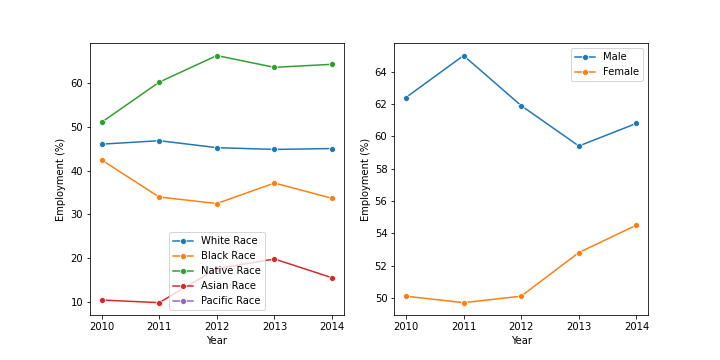 60
50
40
30
20
10
Employment (%)
2010 2011 2012 2013 2014
Year
White Race
Black Race
Native Race
Asian Race
Pacific Race
64
62
60
58
56
54
52
50
Employment (%)
2010 2011 2012 2013 2014
Year
Male
Female